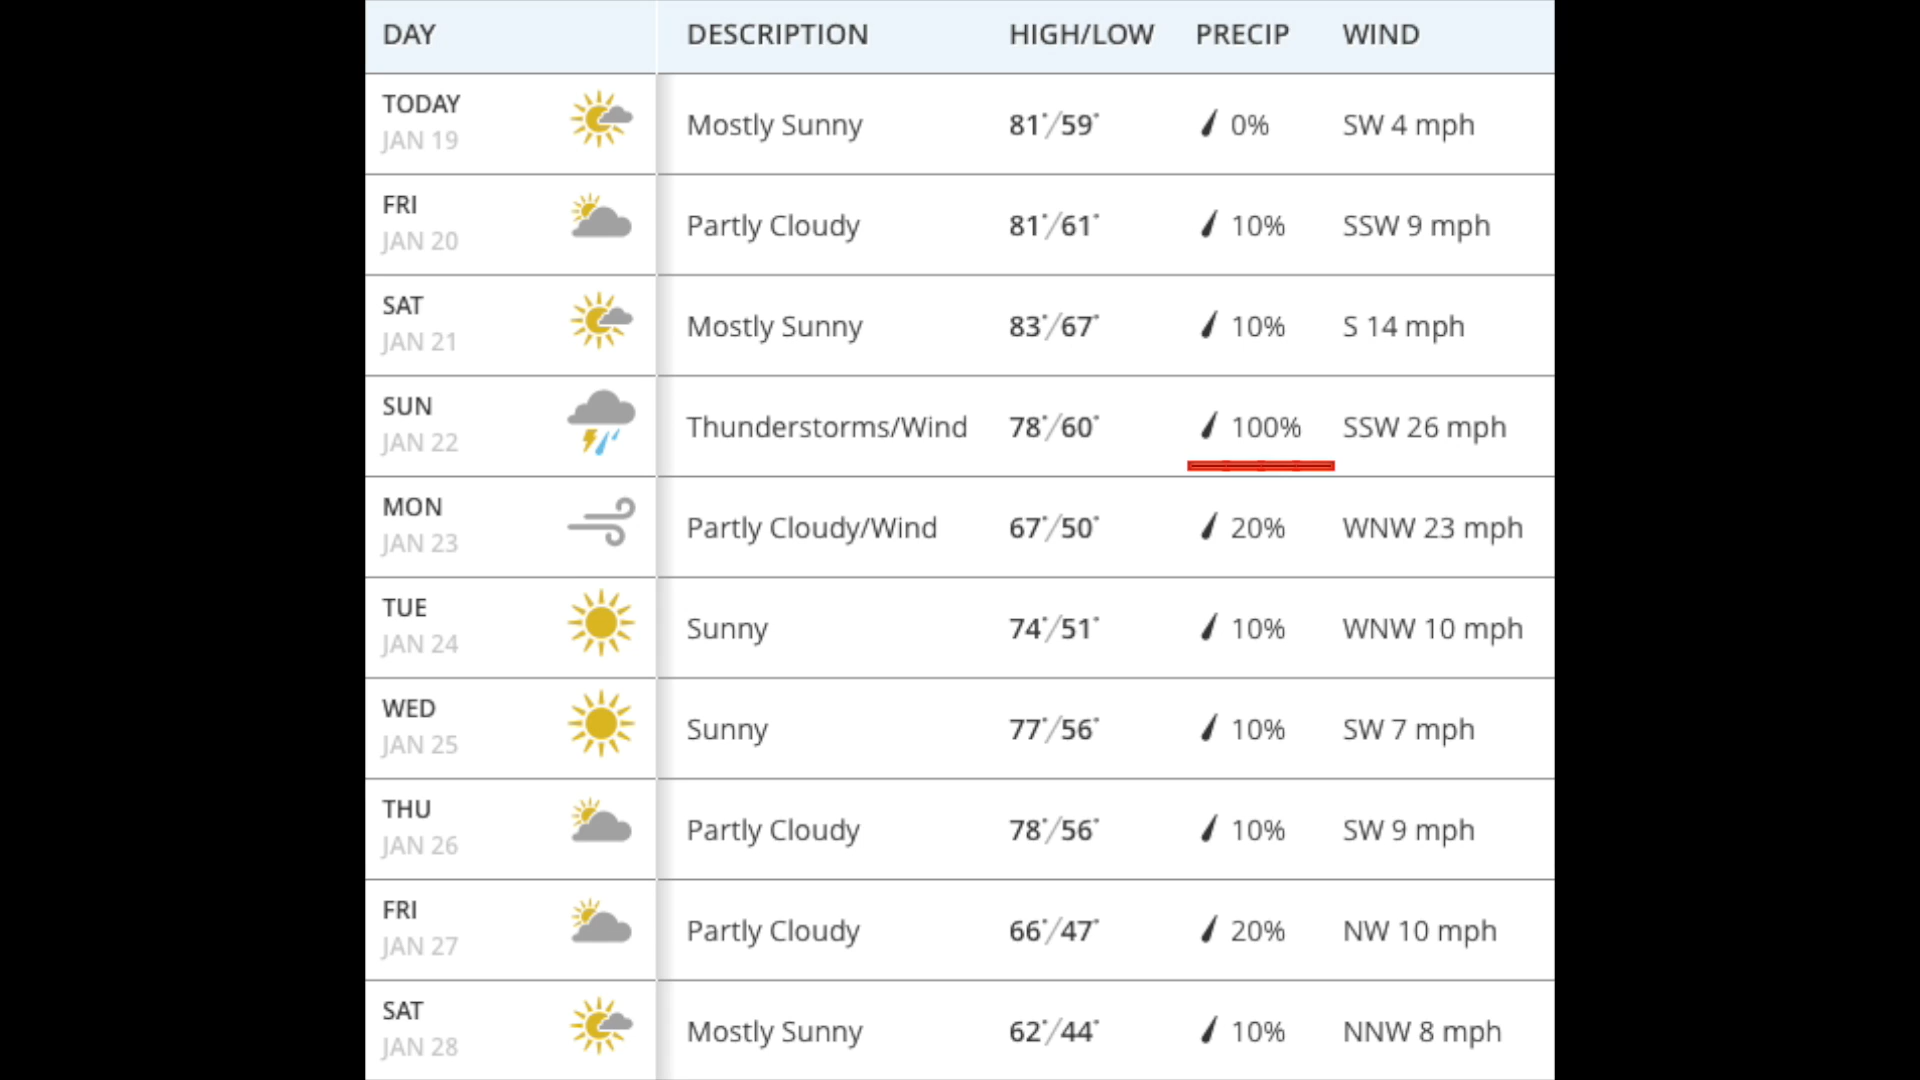 DAY DESCRIPTION HIGH/LOW PRECIP WIND
TODAY
JAN 19 Mostly Sunny 81°/59° 0% SW 4 mph
FRI
JAN 20 Partly Cloudy 81°/61° 10% SSW 9 mph
SAT
JAN 21 Mostly Sunny 83°/67° 10% S 14 mph
SUN
JAN 22 Thunderstorms/Wind 78°/60° 100% SSW 26 mph
MON
JAN 23 Partly Cloudy/Wind 67°/50° 20% WNW 23 mph
TUE
JAN 24 Sunny 74°/51° 10% WNW 10 mph
WED
JAN 25 Sunny 77°/56° 10% SW 7 mph
THU
JAN 26 Partly Cloudy 78°/56° 10% SW 9 mph
FRI
JAN 27 Partly Cloudy 66°/47° 20% NW 10 mph
SAT
JAN 28 Mostly Sunny 62°/44° 10% NNW 8 mph